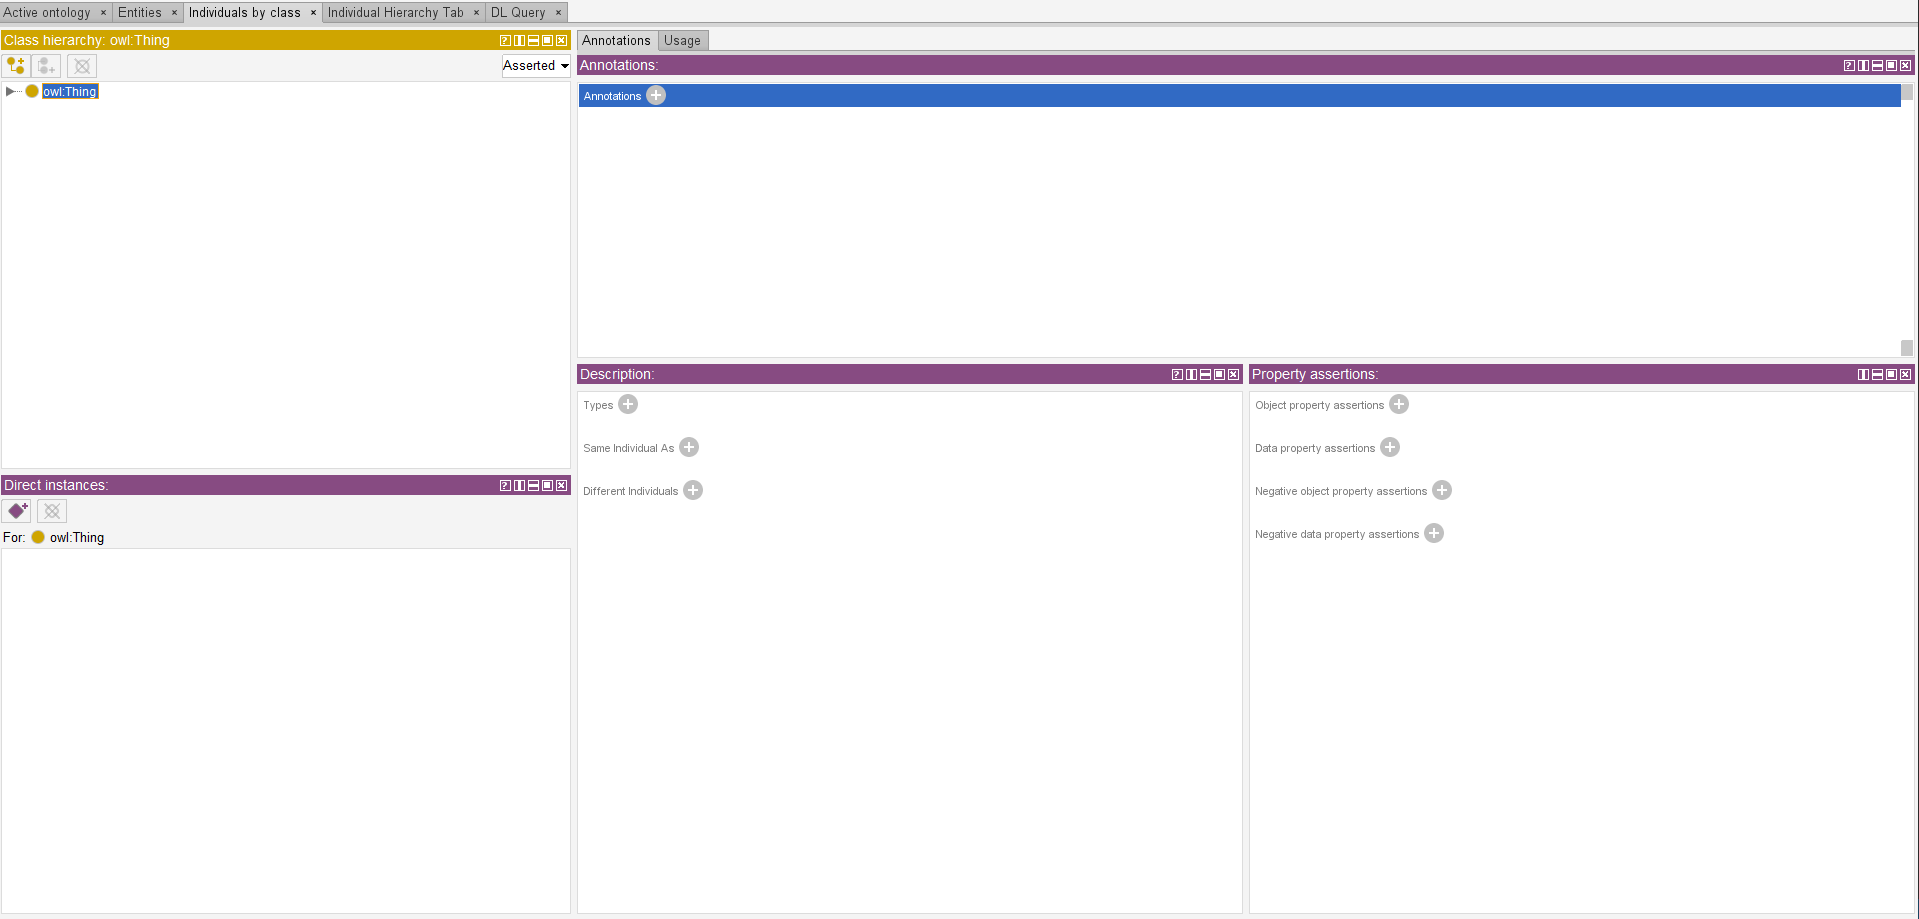 Active ontology × Entities × Individuals by class × Individual Hierarchy Tab × DL Query ×
Class hierarchy: owl:Thing
Asserted
owl:Thing
Direct instances:
For: owl:Thing
Annotations Usage
Annotations:
Annotations
Description:
Types
Same Individual As
Different Individuals
Property assertions:
Object property assertions
Data property assertions
Negative object property assertions
Negative data property assertions